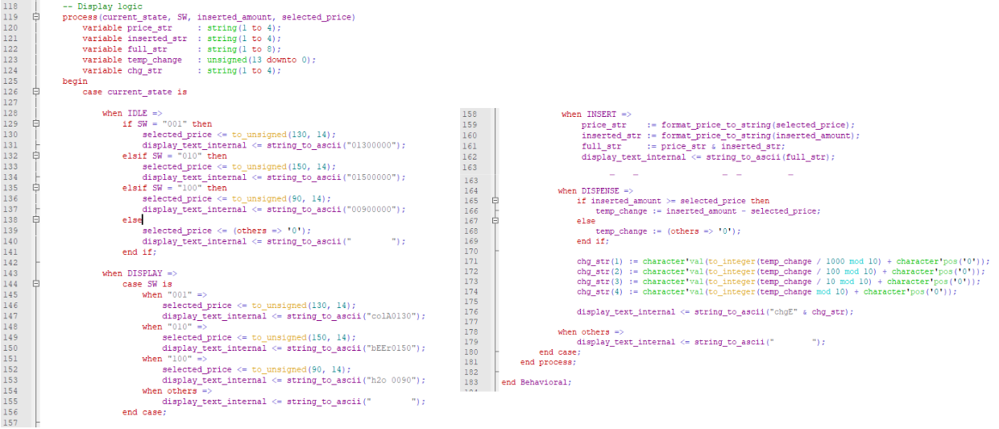 118 -- Display logic
119 process(current_state, SW, inserted_amount, selected_price)
120 variable price_str : string(1 to 4);
121 variable inserted_str : string(1 to 4);
122 variable full_str : string(1 to 8);
123 variable temp_change : unsigned(13 downto 0);
124 variable chg_str : string(1 to 4);
125 begin
126 case current_state is
127
128 when IDLE =>
129 if SW = "001" then
130 selected_price <= to_unsigned(130, 14);
131 display_text_internal <= string_to_ascii("01300000");
132 elsif SW = "010" then
133 selected_price <= to_unsigned(150, 14);
134 display_text_internal <= string_to_ascii("01500000");
135 elsif SW = "100" then
136 selected_price <= to_unsigned(90, 14);
137 display_text_internal <= string_to_ascii("00900000");
138 else
139 selected_price <= (others => '0');
140 display_text_internal <= string_to_ascii("        ");
141 end if;
142
143 when DISPLAY =>
144 case SW is
145 when "001" =>
146 selected_price <= to_unsigned(130, 14);
147 display_text_internal <= string_to_ascii("colA0130");
148 when "010" =>
149 selected_price <= to_unsigned(150, 14);
150 display_text_internal <= string_to_ascii("bEEr0150");
151 when "100" =>
152 selected_price <= to_unsigned(90, 14);
153 display_text_internal <= string_to_ascii("h2o 0090");
154 when others =>
155 display_text_internal <= string_to_ascii("        ");
156 end case;
157
158 when INSERT =>
159 price_str := format_price_to_string(selected_price);
160 inserted_str := format_price_to_string(inserted_amount);
161 full_str := price_str & inserted_str;
162 display_text_internal <= string_to_ascii(full_str);
163
163
164 when DISPENSE =>
165 if inserted_amount >= selected_price then
166 temp_change := inserted_amount - selected_price;
167 else
168 temp_change := (others => '0');
169 end if;
170
171 chg_str(1) := character'val(to_integer(temp_change / 1000 mod 10) + character'pos('0'));
172 chg_str(2) := character'val(to_integer(temp_change / 100 mod 10) + character'pos('0'));
173 chg_str(3) := character'val(to_integer(temp_change / 10 mod 10) + character'pos('0'));
174 chg_str(4) := character'val(to_integer(temp_change mod 10) + character'pos('0'));
175
176 display_text_internal <= string_to_ascii("chgE" & chg_str);
177
178 when others =>
179 display_text_internal <= string_to_ascii("        ");
180 end case;
181 end process;
182
183 end Behavioral;